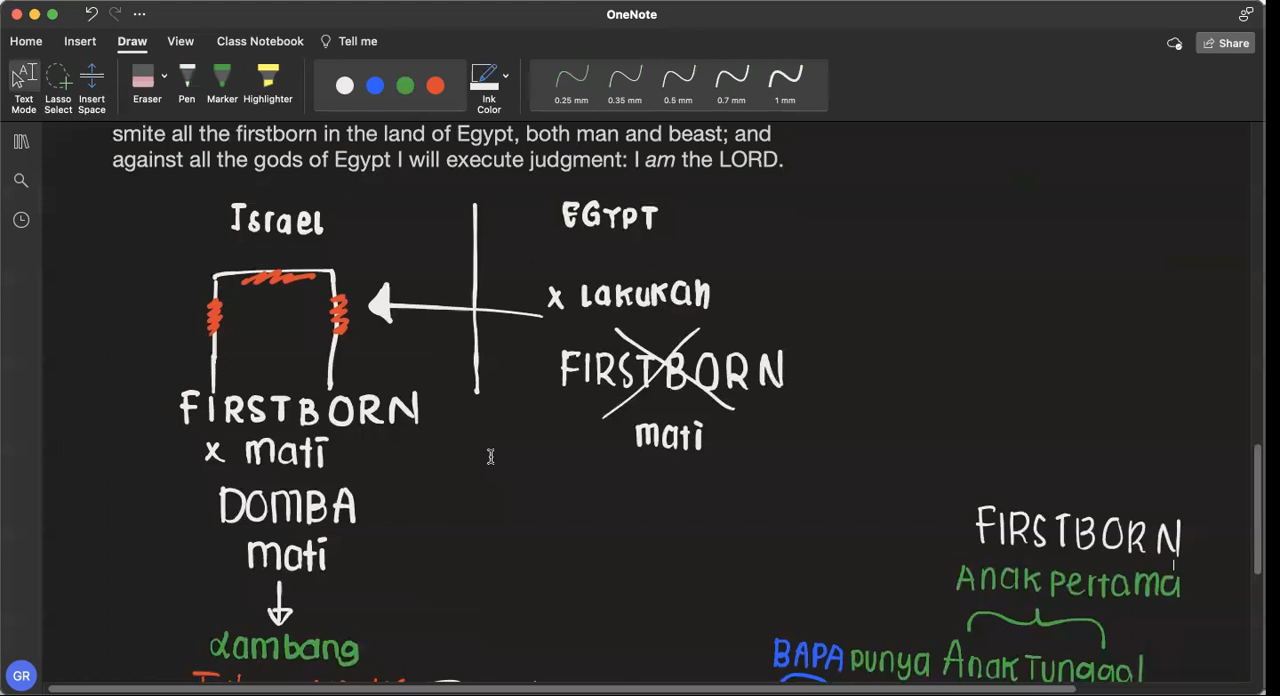 OneNote
Home Insert Draw View Class Notebook Tell me
Share
Text Mode
Lasso Select
Insert Space
Eraser
Pen
Marker
Highlighter
Ink Color
0.25 mm 0.35 mm 0.5 mm 0.7 mm 1 mm
smite all the firstborn in the land of Egypt, both man and beast; and
against all the gods of Egypt I will execute judgment: I am the LORD.
Israel
EGYPT
x Lakukan
FIRSTBORN
mati
FIRSTBORN
x mati
DOMBA
mati
Lambang
FIRSTBORN
Anak pertama
BAPA punya Anak Tunggal
GR